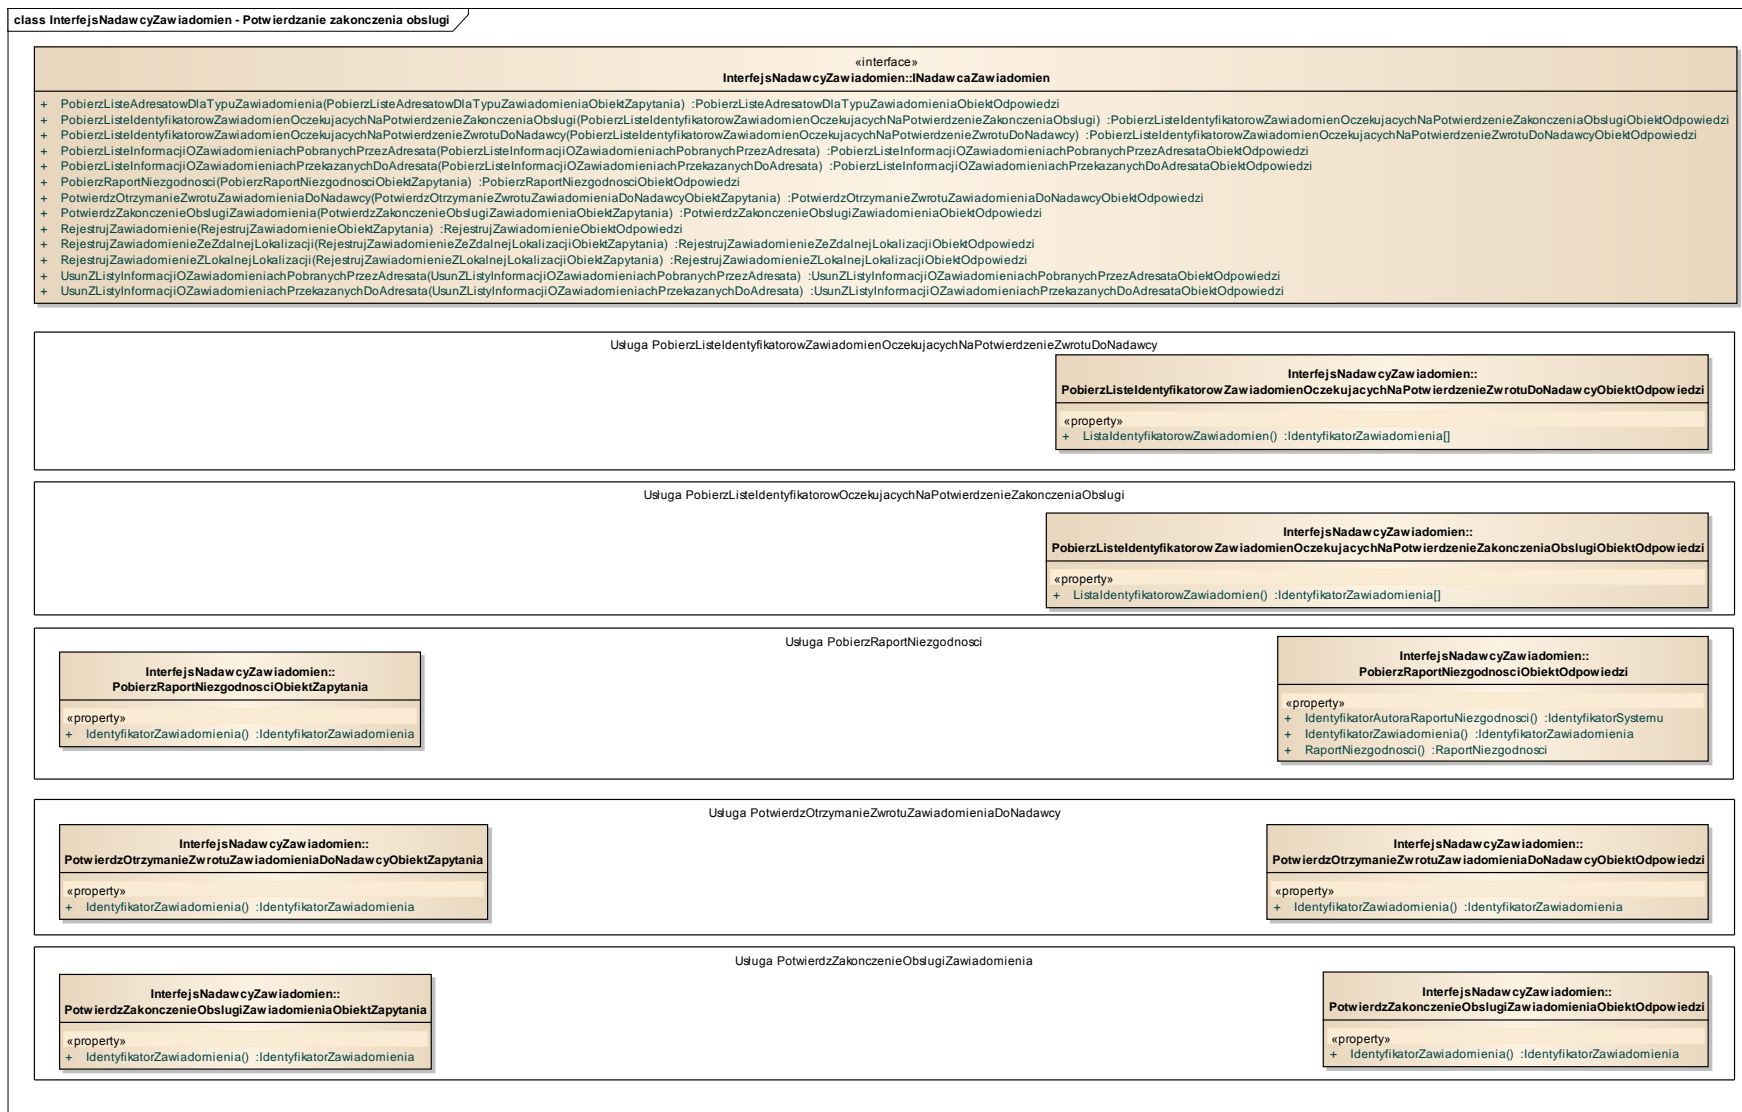 class InterfejsNadawcyZawiadomien - Potwierdzanie zakonczenia obslugi
«interface»
InterfejsNadawcyZawiadomien::INadawcaZawiadomien
+ PobierzListeAdresatowDlaTypuZawiadomienia(PobierzListeAdresatowDlaTypuZawiadomieniaObiektZapytania) :PobierzListeAdresatowDlaTypuZawiadomieniaObiektOdpowiedzi
+ PobierzListeIdentyfikatorowZawiadomienOczekujacychNaPotwierdzenieZakonczeniaObslugi(PobierzListeIdentyfikatorowZawiadomienOczekujacychNaPotwierdzenieZakonczeniaObslugi) :PobierzListeIdentyfikatorowZawiadomienOczekujacychNaPotwierdzenieZakonczeniaObslugiObiektOdpowiedzi
+ PobierzListeIdentyfikatorowZawiadomienOczekujacychNaPotwierdzenieZwrotuDoNadawcy(PobierzListeIdentyfikatorowZawiadomienOczekujacychNaPotwierdzenieZwrotuDoNadawcy) :PobierzListeIdentyfikatorowZawiadomienOczekujacychNaPotwierdzenieZwrotuDoNadawcyObiektOdpowiedzi
+ PobierzListeInformacjiOZawiadomieniachPobranychPrzezAdresata(PobierzListeInformacjiOZawiadomieniachPobranychPrzezAdresata) :PobierzListeInformacjiOZawiadomieniachPobranychPrzezAdresataObiektOdpowiedzi
+ PobierzListeInformacjiOZawiadomieniachPrzekazanychDoAdresata(PobierzListeInformacjiOZawiadomieniachPrzekazanychDoAdresata) :PobierzListeInformacjiOZawiadomieniachPrzekazanychDoAdresataObiektOdpowiedzi
+ PobierzRaportNiezgodnosci(PobierzRaportNiezgodnosciObiektZapytania) :PobierzRaportNiezgodnosciObiektOdpowiedzi
+ PotwierdzOtrzymanieZwrotuZawiadomieniaDoNadawcy(PotwierdzOtrzymanieZwrotuZawiadomieniaDoNadawcyObiektZapytania) :PotwierdzOtrzymanieZwrotuZawiadomieniaDoNadawcyObiektOdpowiedzi
+ PotwierdzZakonczenieObslugiZawiadomienia(PotwierdzZakonczenieObslugiZawiadomieniaObiektZapytania) :PotwierdzZakonczenieObslugiZawiadomieniaObiektOdpowiedzi
+ RejestrujZawiadomienie(RejestrujZawiadomienieObiektZapytania) :RejestrujZawiadomienieObiektOdpowiedzi
+ RejestrujZawiadomienieZeZdalnejLokalizacji(RejestrujZawiadomienieZeZdalnejLokalizacjiObiektZapytania) :RejestrujZawiadomienieZeZdalnejLokalizacjiObiektOdpowiedzi
+ RejestrujZawiadomienieZLokalnejLokalizacji(RejestrujZawiadomienieZLokalnejLokalizacjiObiektZapytania) :RejestrujZawiadomienieZLokalnejLokalizacjiObiektOdpowiedzi
+ UsunZListyInformacjiOZawiadomieniachPobranychPrzezAdresata(UsunZListyInformacjiOZawiadomieniachPobranychPrzezAdresata) :UsunZListyInformacjiOZawiadomieniachPobranychPrzezAdresataObiektOdpowiedzi
+ UsunZListyInformacjiOZawiadomieniachPrzekazanychDoAdresata(UsunZListyInformacjiOZawiadomieniachPrzekazanychDoAdresata) :UsunZListyInformacjiOZawiadomieniachPrzekazanychDoAdresataObiektOdpowiedzi
Usługa PobierzListeIdentyfikatorowZawiadomienOczekujacychNaPotwierdzenieZwrotuDoNadawcy
InterfejsNadawcyZawiadomien::
PobierzListeIdentyfikatorowZawiadomienOczekujacychNaPotwierdzenieZwrotuDoNadawcyObiektOdpowiedzi
«property»
+ ListaIdentyfikatorowZawiadomien() :IdentyfikatorZawiadomienia[]
Usługa PobierzListeIdentyfikatorowOczekujacychNaPotwierdzenieZakonczeniaObslugi
InterfejsNadawcyZawiadomien::
PobierzListeIdentyfikatorowZawiadomienOczekujacychNaPotwierdzenieZakonczeniaObslugiObiektOdpowiedzi
«property»
+ ListaIdentyfikatorowZawiadomien() :IdentyfikatorZawiadomienia[]
Usługa PobierzRaportNiezgodnosci
InterfejsNadawcyZawiadomien::
PobierzRaportNiezgodnosciObiektZapytania
«property»
+ IdentyfikatorZawiadomienia() :IdentyfikatorZawiadomienia
InterfejsNadawcyZawiadomien::
PobierzRaportNiezgodnosciObiektOdpowiedzi
«property»
+ IdentyfikatorAutoraRaportuNiezgodnosci() :IdentyfikatorSystemu
+ IdentyfikatorZawiadomienia() :IdentyfikatorZawiadomienia
+ RaportNiezgodnosci() :RaportNiezgodnosci
Usługa PotwierdzOtrzymanieZwrotuZawiadomieniaDoNadawcy
InterfejsNadawcyZawiadomien::
PotwierdzOtrzymanieZwrotuZawiadomieniaDoNadawcyObiektZapytania
«property»
+ IdentyfikatorZawiadomienia() :IdentyfikatorZawiadomienia
InterfejsNadawcyZawiadomien::
PotwierdzOtrzymanieZwrotuZawiadomieniaDoNadawcyObiektOdpowiedzi
«property»
+ IdentyfikatorZawiadomienia() :IdentyfikatorZawiadomienia
Usługa PotwierdzZakonczenieObslugiZawiadomienia
InterfejsNadawcyZawiadomien::
PotwierdzZakonczenieObslugiZawiadomieniaObiektZapytania
«property»
+ IdentyfikatorZawiadomienia() :IdentyfikatorZawiadomienia
InterfejsNadawcyZawiadomien::
PotwierdzZakonczenieObslugiZawiadomieniaObiektOdpowiedzi
«property»
+ IdentyfikatorZawiadomienia() :IdentyfikatorZawiadomienia